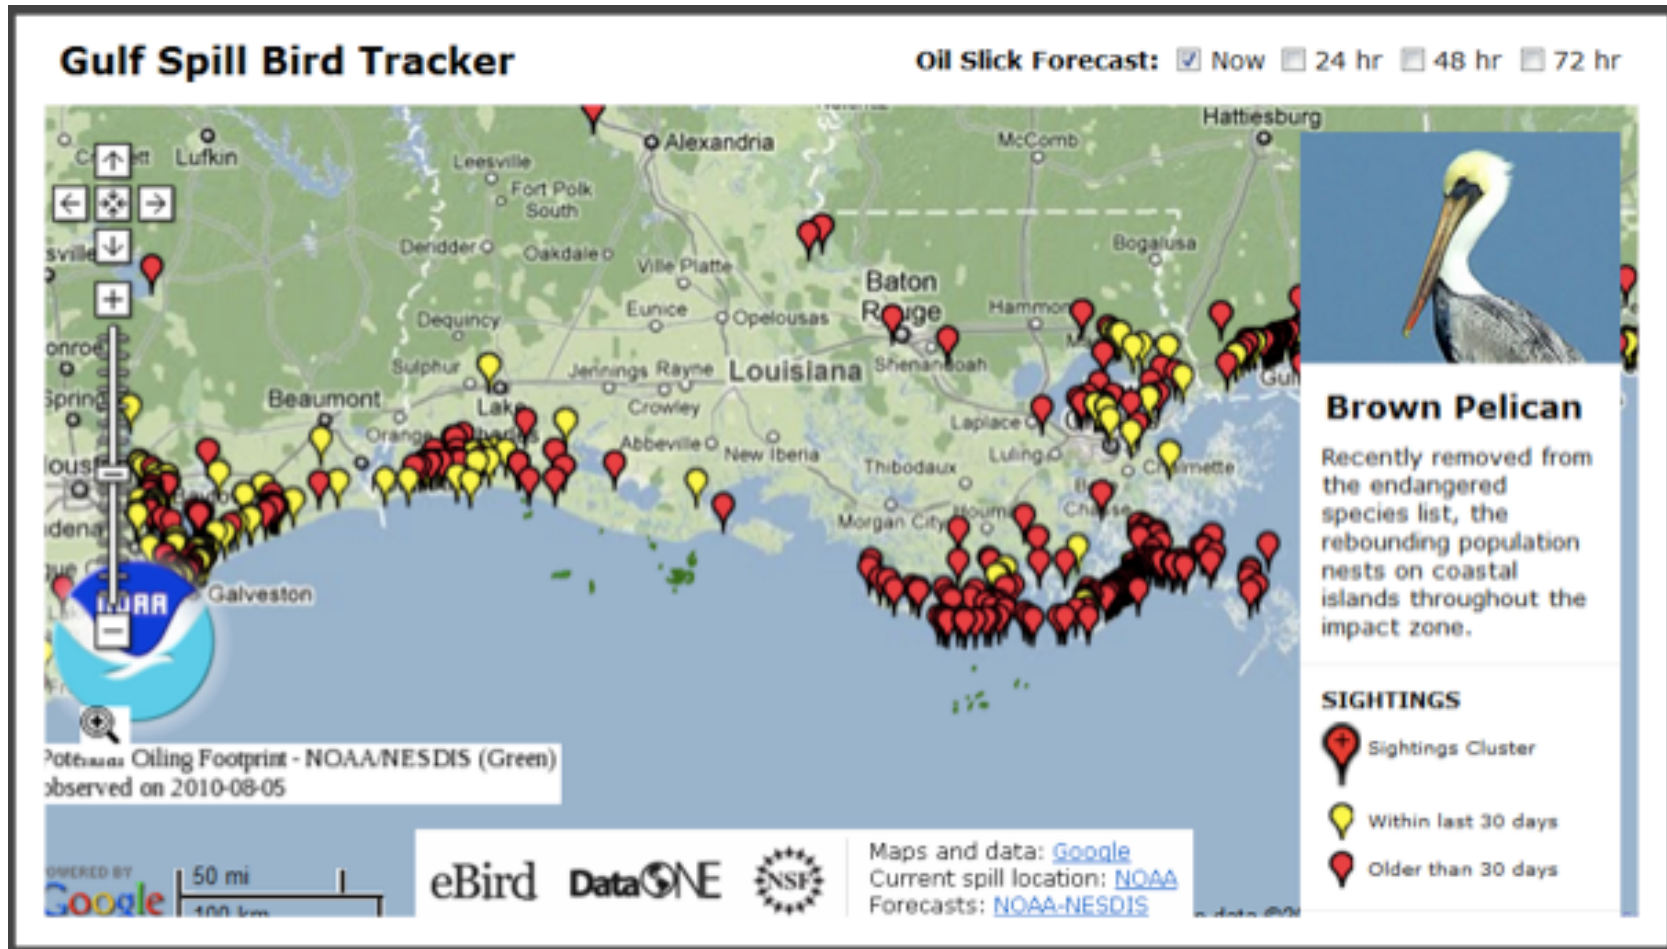 Gulf Spill Bird Tracker
Oil Slick Forecast: Now 24 hr 48 hr 72 hr
Hattiesburg
Lufkin
Alexandria
McComb
Leesville
Fort Polk
South
Deridder
Oakdale
Bogalusa
Ville Platte
Baton
Eunice
Opelousas
Dequincy
Sulphur
Jennings
Rayne
Louisiana
Beaumont
Crowley
Laplace
Orange
Abbeville
New Iberia
Luling
Thibodaux
Morgan City
Galveston
NOAA
Brown Pelican
Recently removed from
the endangered
species list, the
rebounding population
nests on coastal
islands throughout the
impact zone.
SIGHTINGS
Sightings Cluster
Within last 30 days
Older than 30 days
Oiling Footprint - NOAA/NESDIS (Green)
observed on 2010-08-05
POWERED BY
Google
50 mi
100 km
eBird
DataONE
NSF
Maps and data: Google
Current spill location: NOAA
Forecasts: NOAA-NESDIS